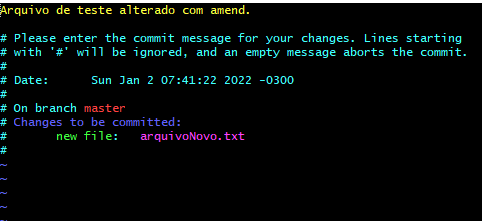 Arquivo de teste alterado com amend.
# Please enter the commit message for your changes. Lines starting
# with '#' will be ignored, and an empty message aborts the commit.
#
# Date:      Sun Jan 2 07:41:22 2022 -0300
#
# On branch master
# Changes to be committed:
#       new file:   arquivoNovo.txt
#
~
~
~
~
~